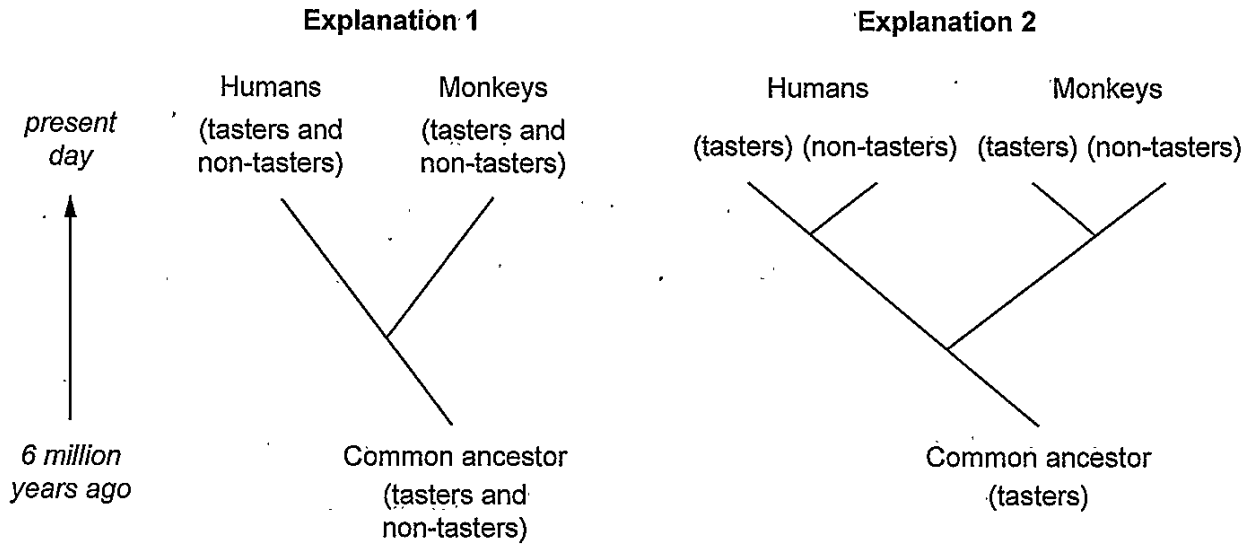 Explanation 1
Humans
(tasters and
non-tasters)
Monkeys
(tasters and
non-tasters)
present
day
6 million
years ago
Common ancestor
(tasters and
non-tasters)
Explanation 2
Humans
Monkeys
(tasters) (non-tasters) (tasters) (non-tasters)
Common ancestor
(tasters)